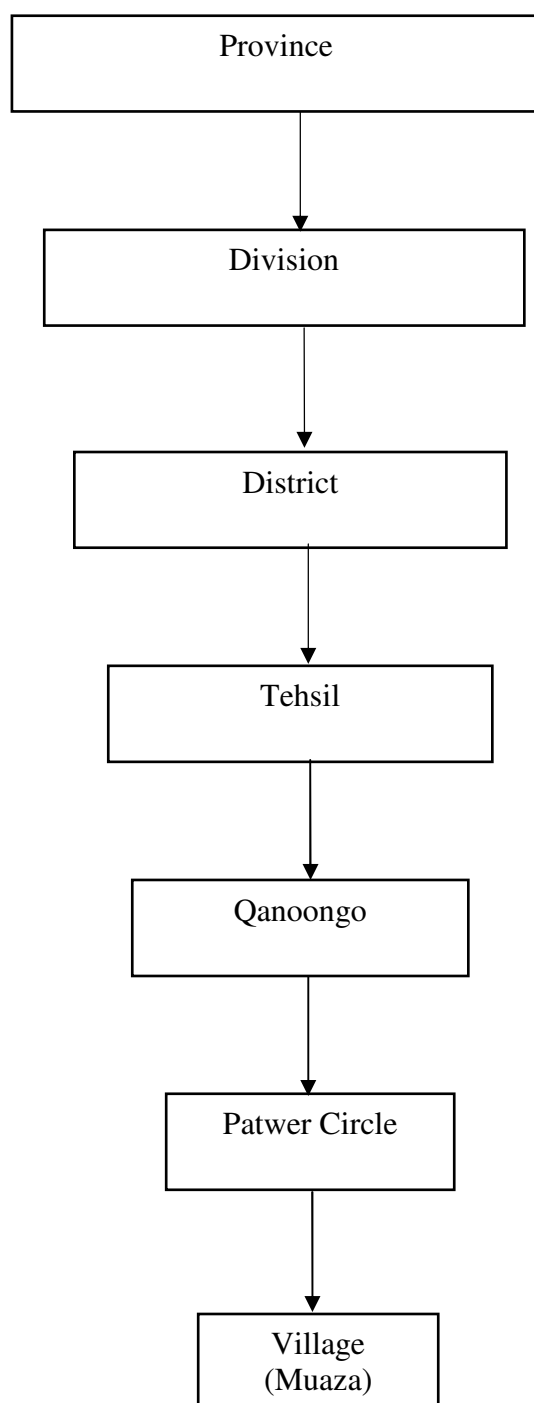 Province
Division
District
Tehsil
Qanoongo
Patwer Circle
Village
(Muaza)